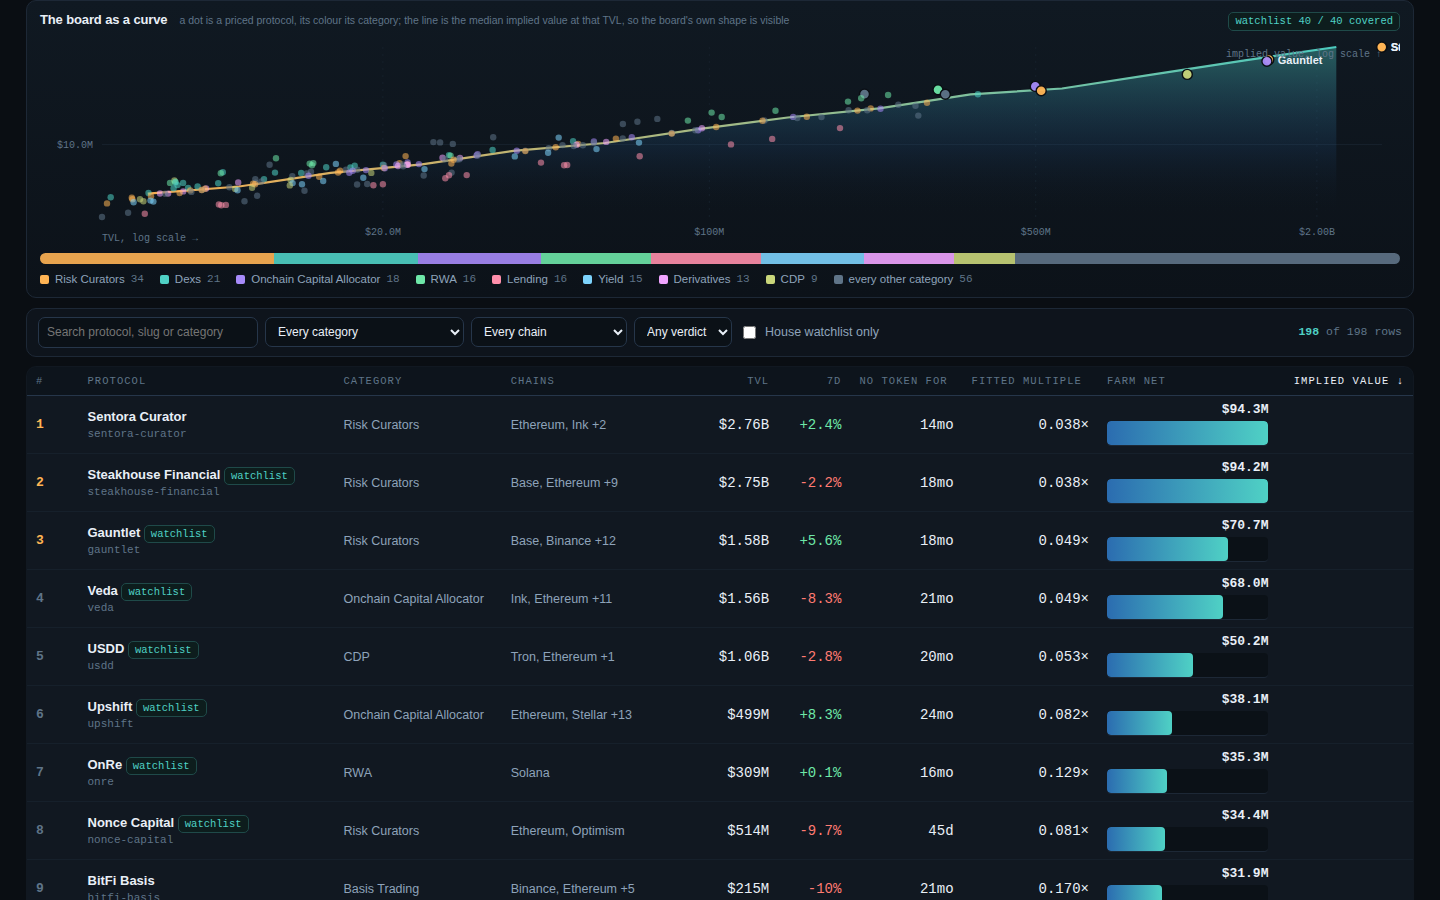 The board as a curve a dot is a priced protocol, its colour its category; the line is the median implied value at that TVL, so the board's own shape is visible watchlist 40 / 40 covered
Gauntlet
$10.0M
TVL, log scale → $20.0M $100M $500M $2.00B
Risk Curators 34 Dexs 21 Onchain Capital Allocator 18 RWA 16 Lending 16 Yield 15 Derivatives 13 CDP 9 every other category 56
Search protocol, slug or category Every category Every chain Any verdict House watchlist only 198 of 198 rows
# PROTOCOL CATEGORY CHAINS TVL 7D NO TOKEN FOR FITTED MULTIPLE FARM NET IMPLIED VALUE ↓
1 Sentora Curator sentora-curator Risk Curators Ethereum, Ink +2 $2.76B +2.4% 14mo 0.038× $94.3M
2 Steakhouse Financial watchlist steakhouse-financial Risk Curators Base, Ethereum +9 $2.75B -2.2% 18mo 0.038× $94.2M
3 Gauntlet watchlist gauntlet Risk Curators Base, Binance +12 $1.58B +5.6% 18mo 0.049× $70.7M
4 Veda watchlist veda Onchain Capital Allocator Ink, Ethereum +11 $1.56B -8.3% 21mo 0.049× $68.0M
5 USDD watchlist usdd CDP Tron, Ethereum +1 $1.06B -2.8% 20mo 0.053× $50.2M
6 Upshift watchlist upshift Onchain Capital Allocator Ethereum, Stellar +13 $499M +8.3% 24mo 0.082× $38.1M
7 OnRe watchlist onre RWA Solana $309M +0.1% 16mo 0.129× $35.3M
8 Nonce Capital watchlist nonce-capital Risk Curators Ethereum, Optimism $514M -9.7% 45d 0.081× $34.4M
9 BitFi Basis bitfi-basis Basis Trading Binance, Ethereum +5 $215M -10% 21mo 0.170× $31.9M